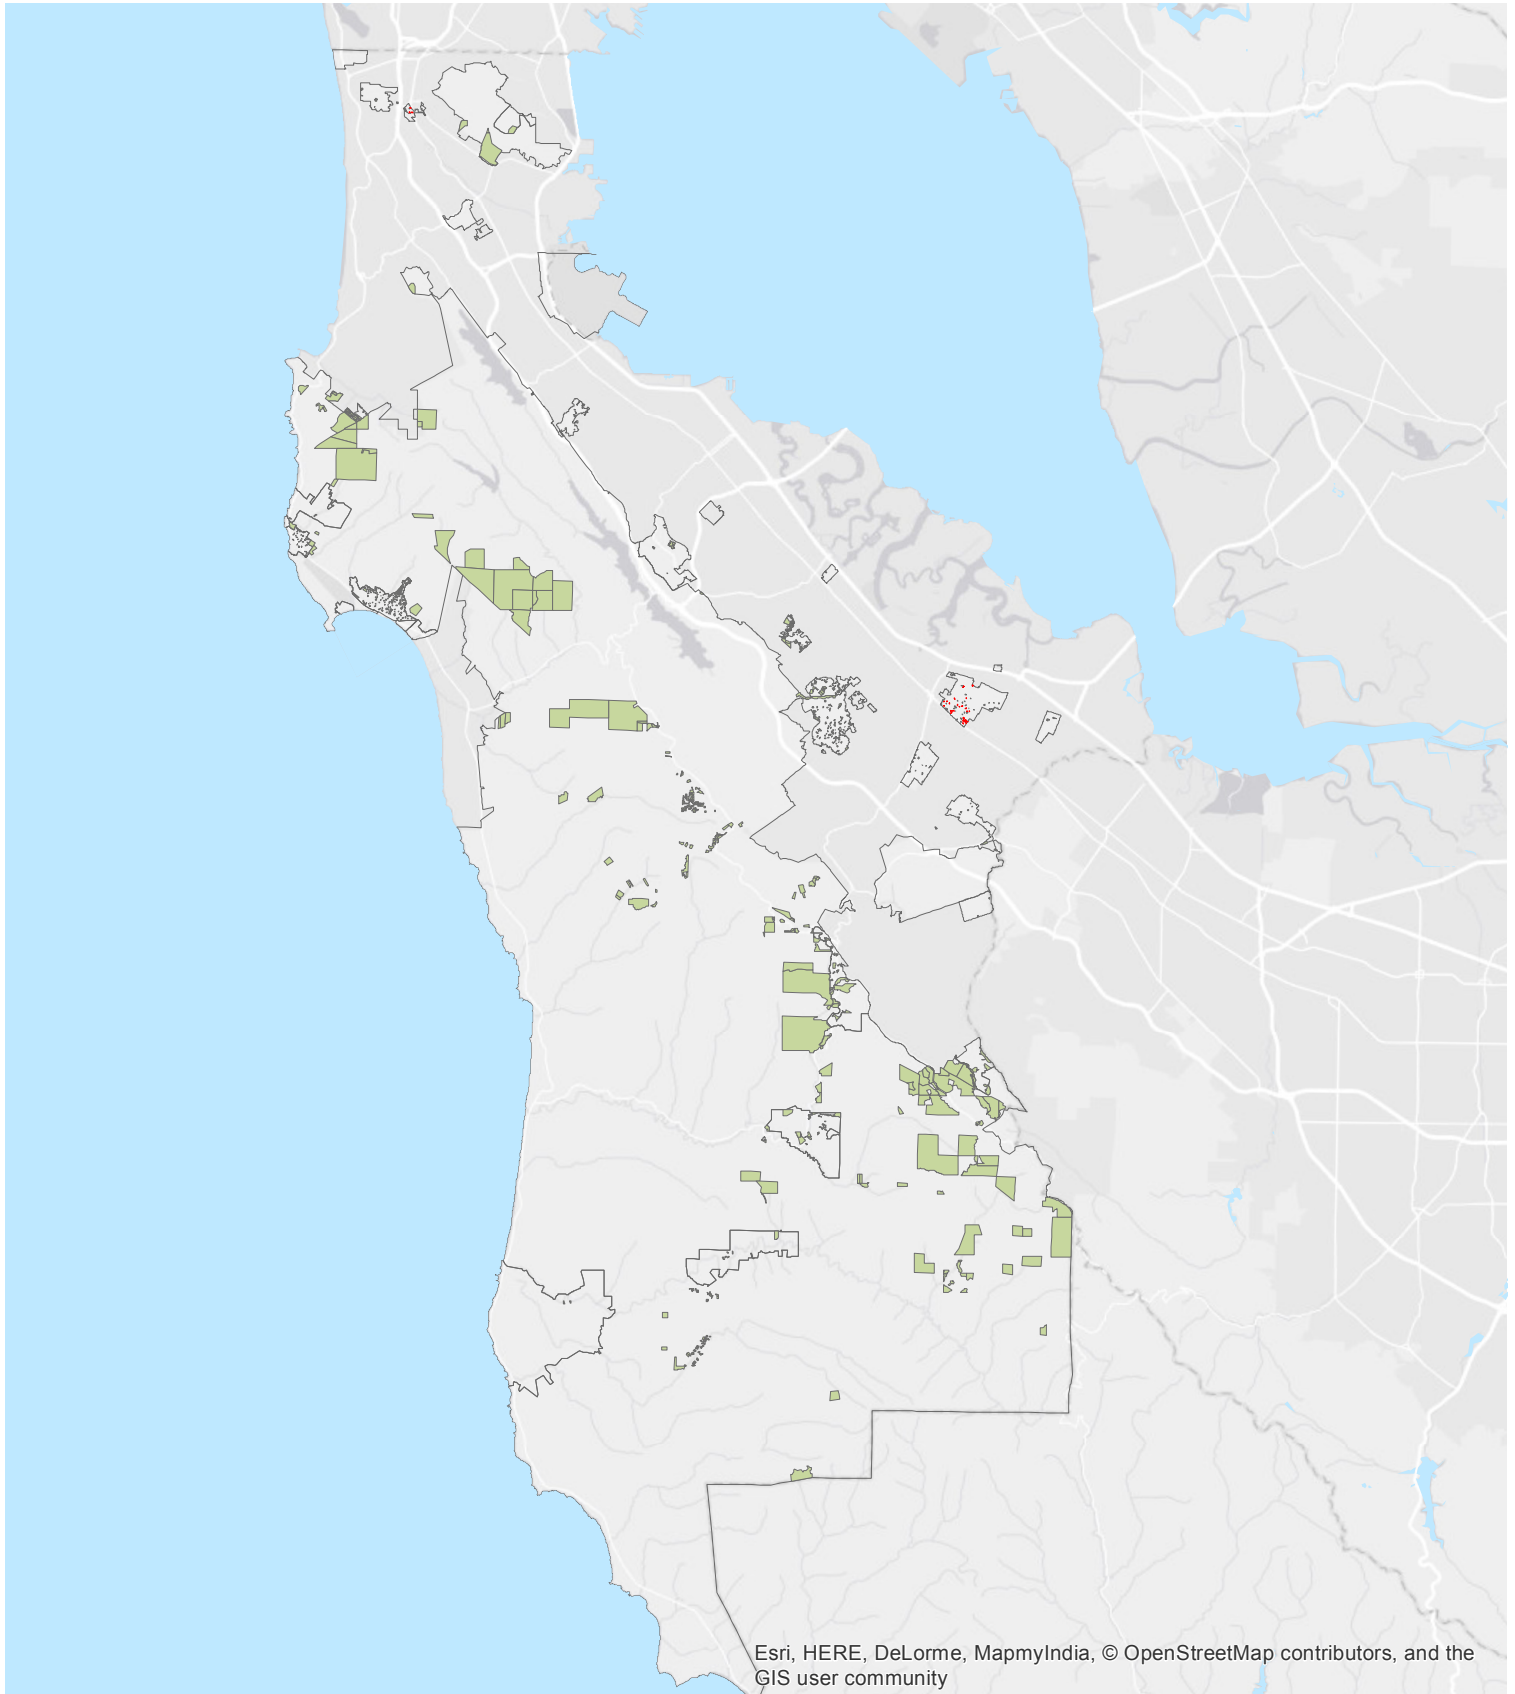 Esri, HERE, DeLorme, MapmyIndia, © OpenStreetMap contributors, and the
GIS user community